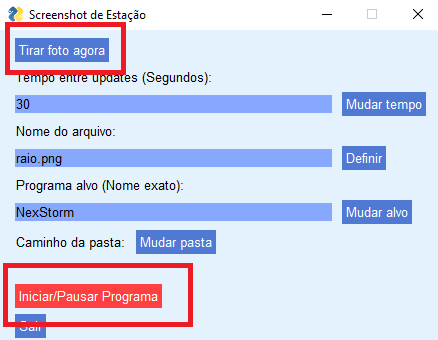 Screenshot de Estação
Tirar foto agora
Tempo entre updates (Segundos):
30 Mudar tempo
Nome do arquivo:
raio.png Definir
Programa alvo (Nome exato):
NexStorm Mudar alvo
Caminho da pasta: Mudar pasta
Iniciar/Pausar Programa
Sair